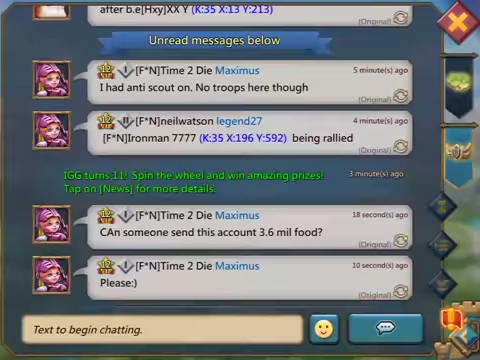 after b.e[Hxy]XX Y (K:35 X:13 Y:213)
(Original)
Unread messages below
[F*N]Time 2 Die Maximus
5 minute(s) ago
I had anti scout on. No troops here though
(Original)
[F*N]neilwatson legend27
4 minute(s) ago
[F*N]Ironman 7777 (K:35 X:196 Y:592) being rallied
(Original)
IGG turns 11! Spin the wheel and win amazing prizes!
3 minute(s) ago
Tap on [News] for more details.
[F*N]Time 2 Die Maximus
18 second(s) ago
CAn someone send this account 3.6 mil food?
(Original)
[F*N]Time 2 Die Maximus
10 second(s) ago
Please:)
(Original)
Text to begin chatting.